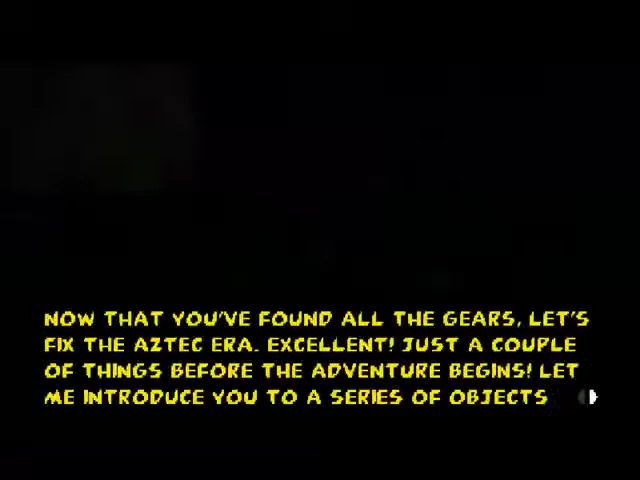 NOW THAT YOU'VE FOUND ALL THE GEARS, LET'S
FIX THE AZTEC ERA. EXCELLENT! JUST A COUPLE
OF THINGS BEFORE THE ADVENTURE BEGINS! LET
ME INTRODUCE YOU TO A SERIES OF OBJECTS